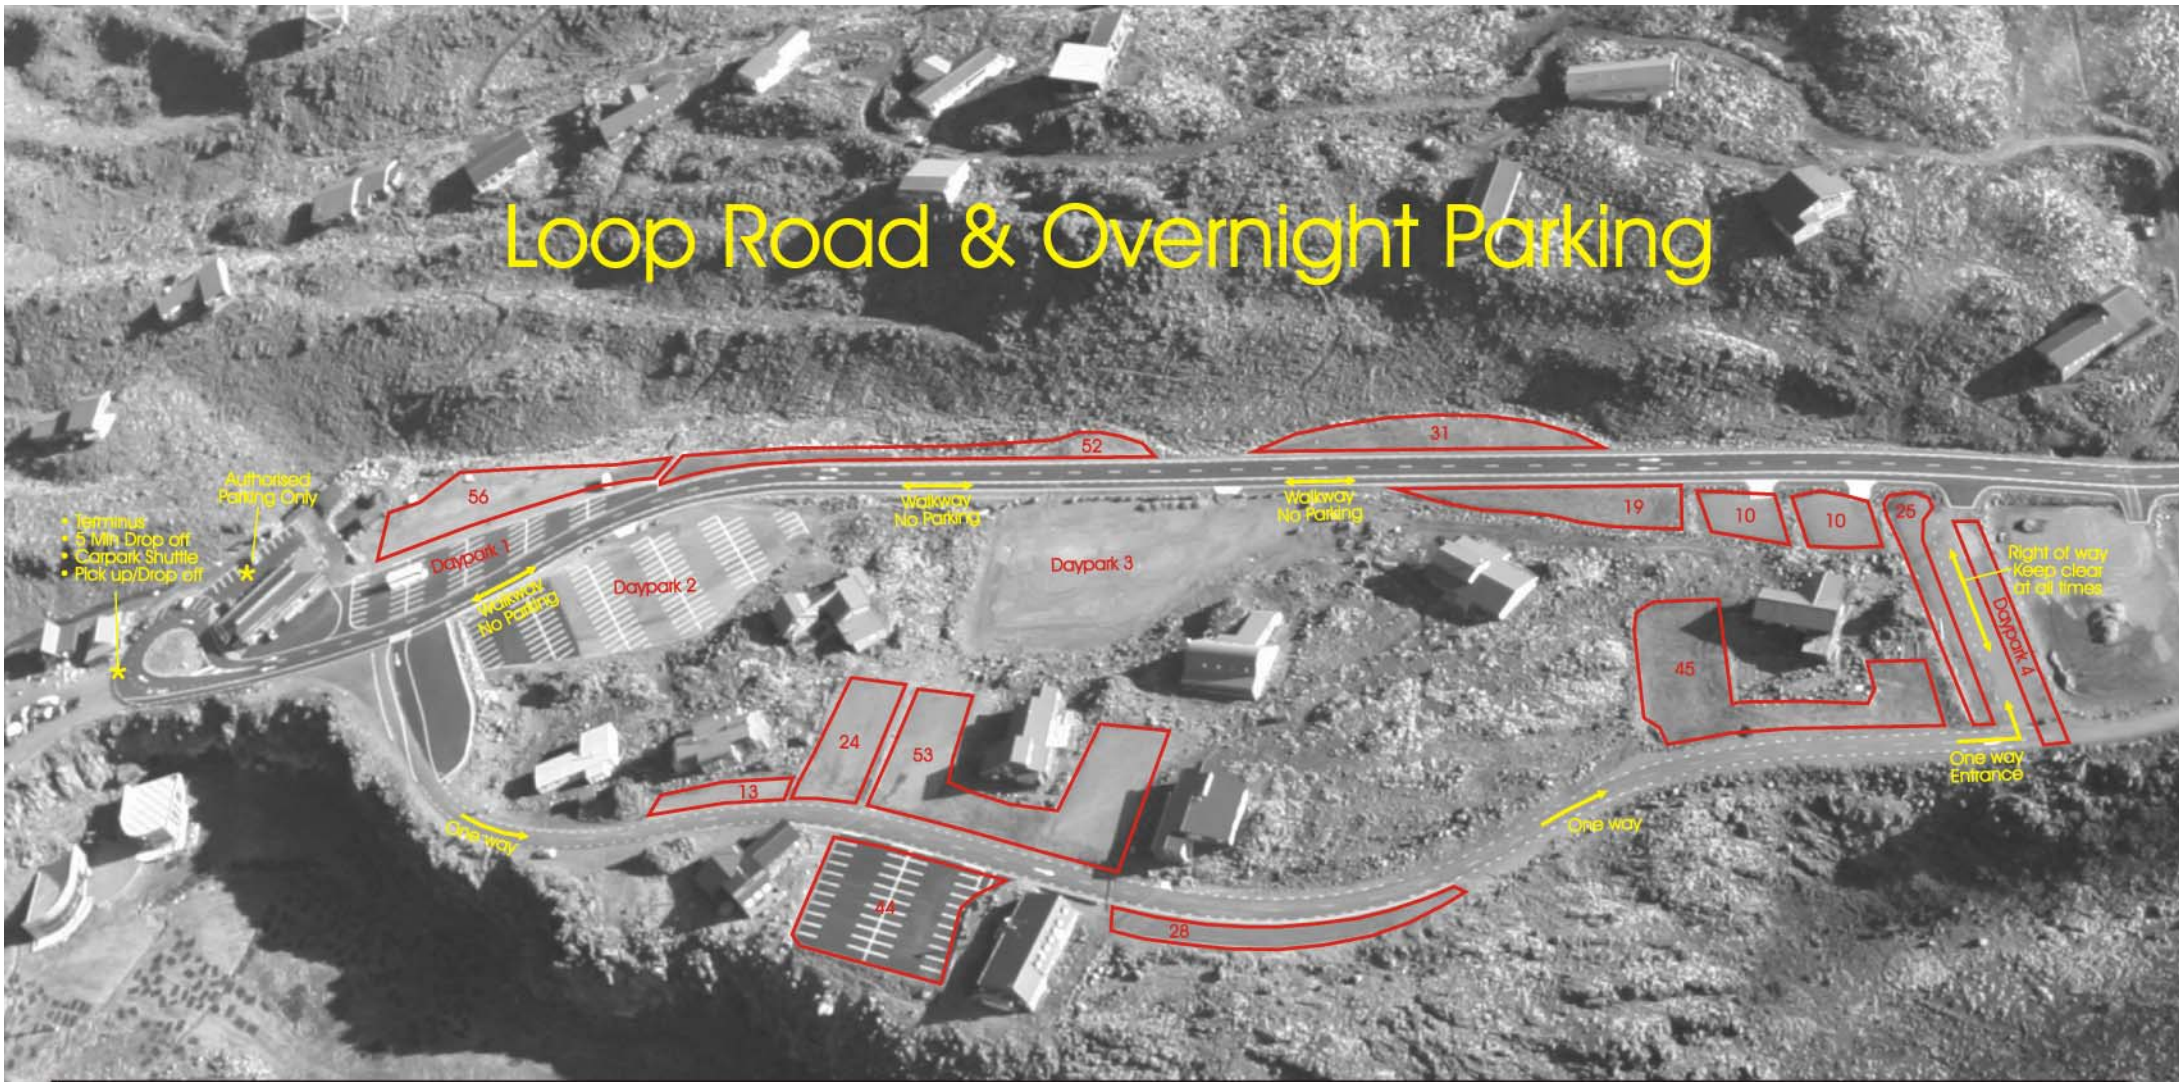 Loop Road & Overnight Parking
52
31
Authorised
Parking Only
56
Walkway
No Parking
Walkway
No Parking
19
10
10
25
• Terminus
• 5 Min Drop off
• Carpark Shuttle
• Pick up/Drop off
Daypark 1
Walkway
No Parking
Daypark 2
Daypark 3
Right of way
Keep clear
at all times
Daypark 4
45
24
53
13
One way
One way
Entrance
One way
44
28